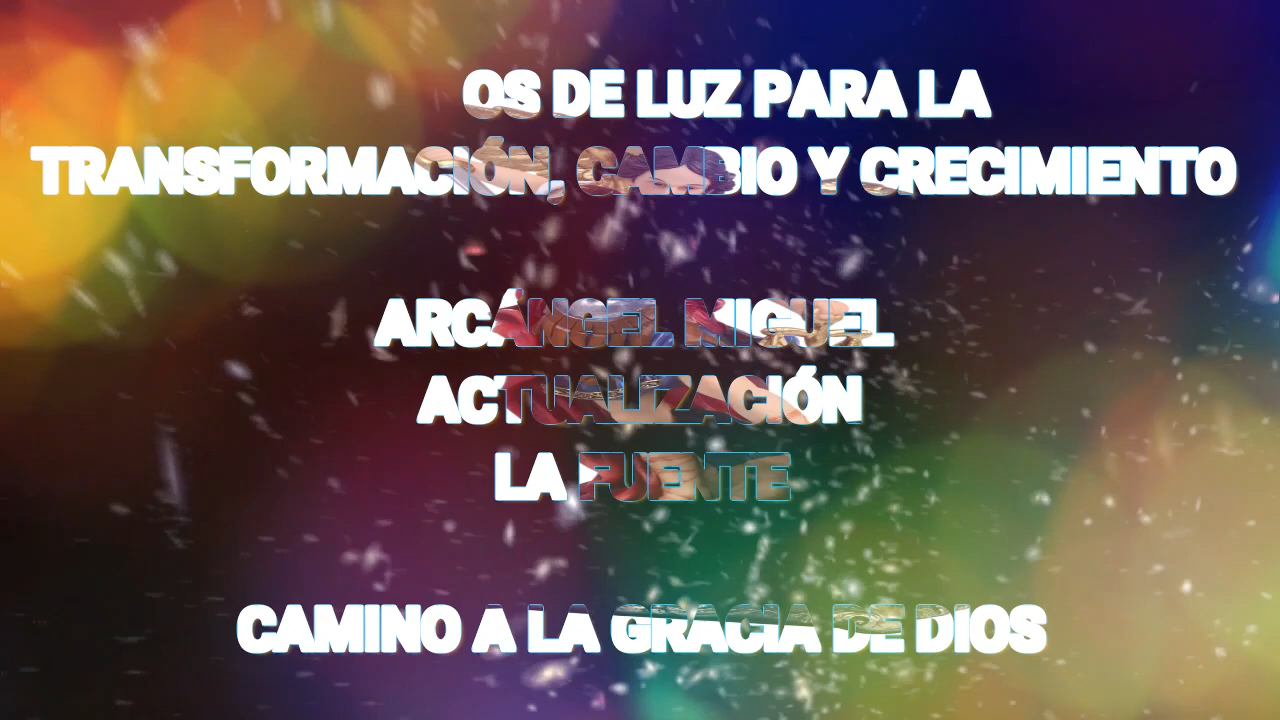 OS DE LUZ PARA LA
TRANSFORMACIÓN, CAMBIO Y CRECIMIENTO
ARCÁNGEL MIGUEL
ACTUALIZACIÓN
LA FUENTE
CAMINO A LA GRACIA DE DIOS